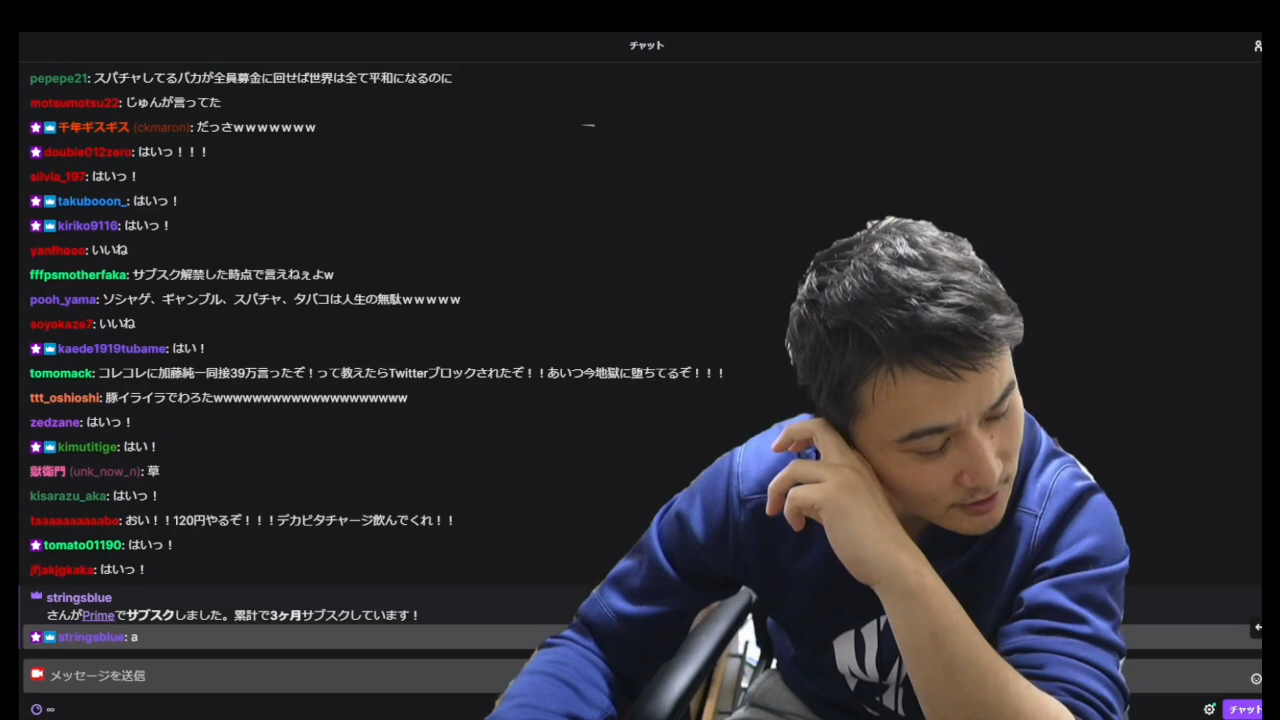 チャット
pepepe21: スパチャしてるバカが全員募金に回せば世界は全て平和になるのに
motsumotsu22: じゅんが言ってた
千年ギスギス (ckmaron): だっさｗｗｗｗｗｗｗ
double012zero: はいっ！！！
silvia_197: はいっ！
takubooon_: はいっ！
kiriko9116: はいっ！
yanfhooo: いいね
fffpsmotherfaka: サブスク解禁した時点で言えねぇよw
pooh_yama: ソシャゲ、ギャンブル、スパチャ、タバコは人生の無駄ｗｗｗｗｗ
soyokaze7: いいね
kaede1919tubame: はい！
tomomack: コレコレに加藤純一同接39万言ったぞ！って教えたらTwitterブロックされたぞ！！あいつ今地獄に堕ちてるぞ！！！
ttt_oshioshi: 豚イライラでわろたwwwwwwwwwwwwwwwwwwww
zedzane: はいっ！
kimutitige: はい！
獄衛門 (unk_now_n): 草
kisarazu_aka: はいっ！
taaaaaaaaabo: おい！！120円やるぞ！！！デカビタチャージ飲んでくれ！！
tomato01190: はいっ！
jfjakjgkaka: はいっ！
stringsblue
さんがPrimeでサブスクしました。累計で3ヶ月サブスクしています！
stringsblue: a
メッセージを送信
∞
チャット